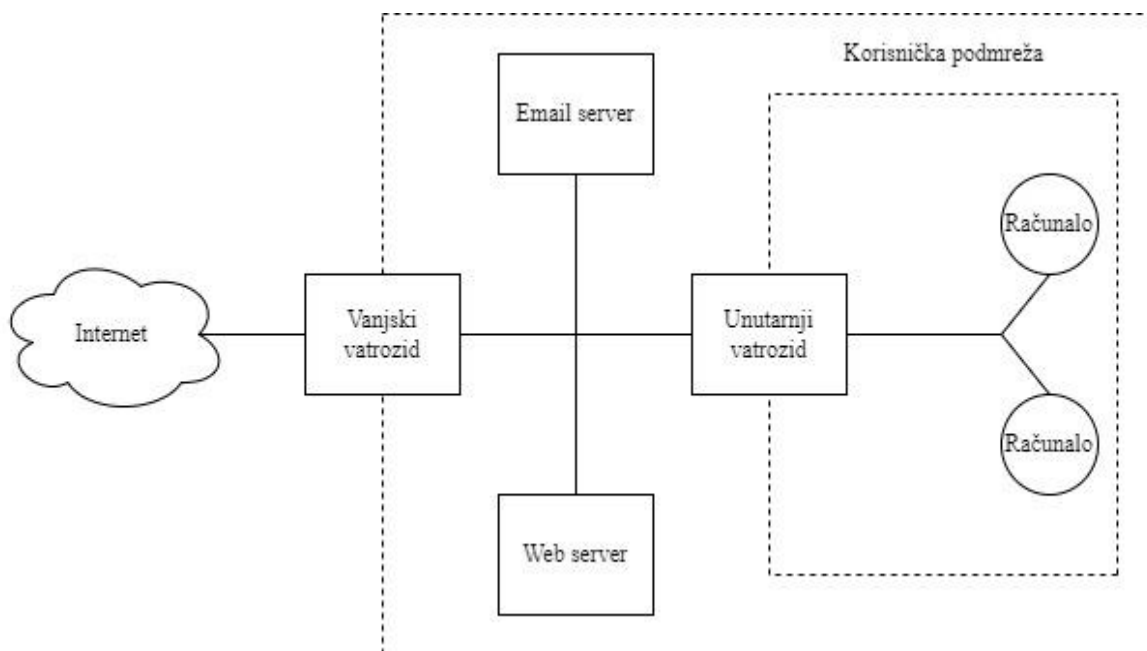 Korisnička podmreža
Email server
Računalo
Internet
Vanjski
vatrozid
Unutarnji
vatrozid
Računalo
Web server